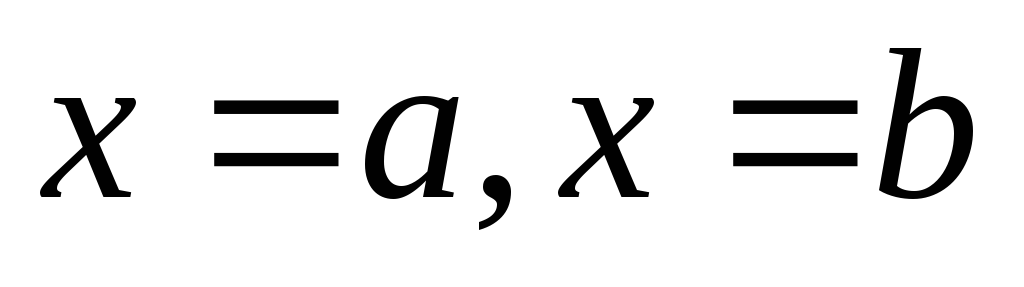 x = a, x = b